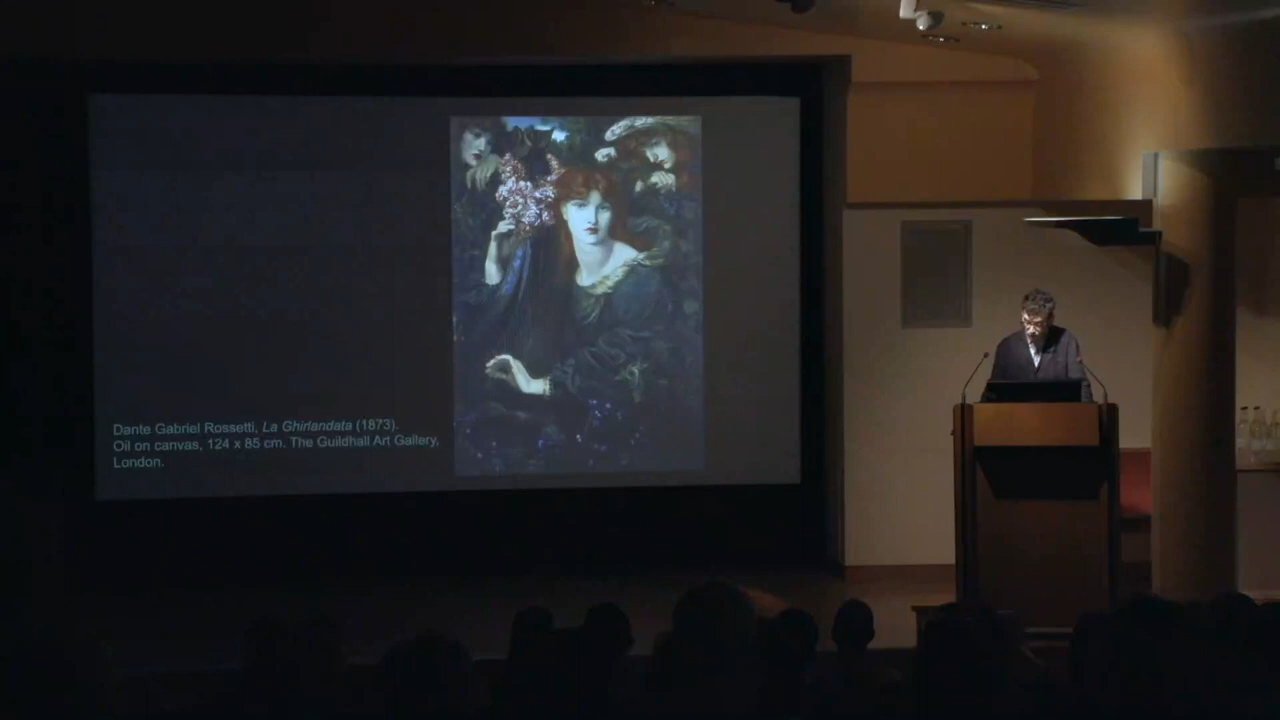 Dante Gabriel Rossetti, La Ghirlandata (1873).
Oil on canvas, 124 x 85 cm. The Guildhall Art Gallery,
London.